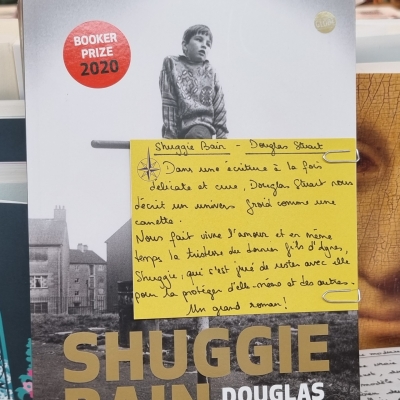 BOOKER
PRIZE
2020
Shuggie Bain - Douglas Stuart
Dans une écriture à la fois
délicate et crue, Douglas Stuart nous
décrit un univers froid comme une
canette.
Nous fait vivre l'amour et en même
temps la tristesse du dernier fils d'Agnes,
Shuggie, qui s'est juré de rester avec elle
pour la protéger d'elle-même et des autres.
Un grand roman!
SHUGGIE
BAIN DOUGLAS